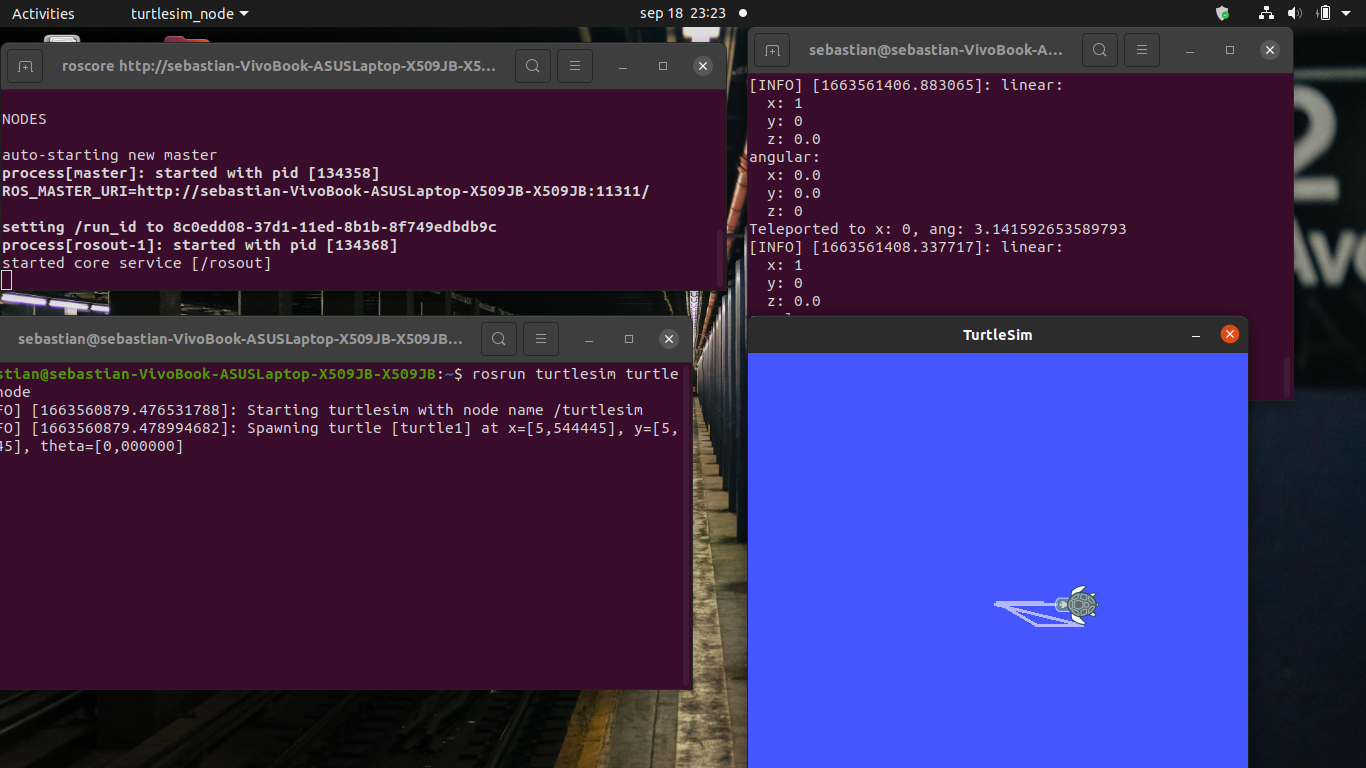 Activities
turtlesim_node
sep 18 23:23
roscore http://sebastian-VivoBook-ASUSLaptop-X509JB-X5…
NODES
auto-starting new master
process[master]: started with pid [134358]
ROS_MASTER_URI=http://sebastian-VivoBook-ASUSLaptop-X509JB-X509JB:11311/
setting /run_id to 8c0edd08-37d1-11ed-8b1b-8f749edbdb9c
process[rosout-1]: started with pid [134368]
started core service [/rosout]
sebastian@sebastian-VivoBook-A…
[INFO] [1663561406.883065]: linear:
x: 1
y: 0
z: 0.0
angular:
x: 0.0
y: 0.0
z: 0
Teleported to x: 0, ang: 3.141592653589793
[INFO] [1663561408.337717]: linear:
x: 1
y: 0
z: 0.0
sebastian@sebastian-VivoBook-ASUSLaptop-X509JB-X509JB…
stian@sebastian-VivoBook-ASUSLaptop-X509JB-X509JB:~$ rosrun turtlesim turtle
node
FO] [1663560879.476531788]: Starting turtlesim with node name /turtlesim
FO] [1663560879.478994682]: Spawning turtle [turtle1] at x=[5,544445], y=[5,
45], theta=[0,000000]
TurtleSim
2
Av